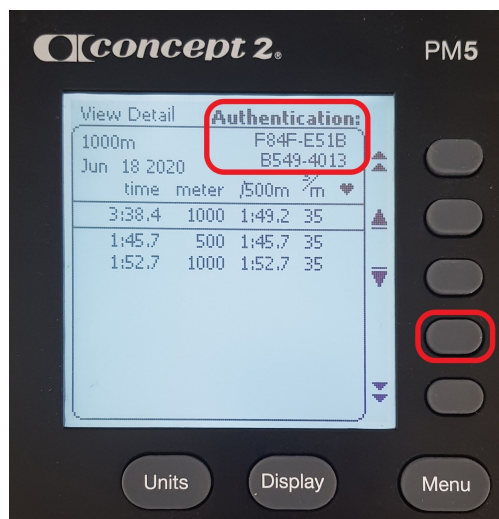 concept 2®
PM5
View Detail Authentication:
1000m F84F-E51B
Jun 18 2020 B549-4013
time meter /500m s/m ♥
3:38.4 1000 1:49.2 35
1:45.7 500 1:45.7 35
1:52.7 1000 1:52.7 35
Units Display Menu